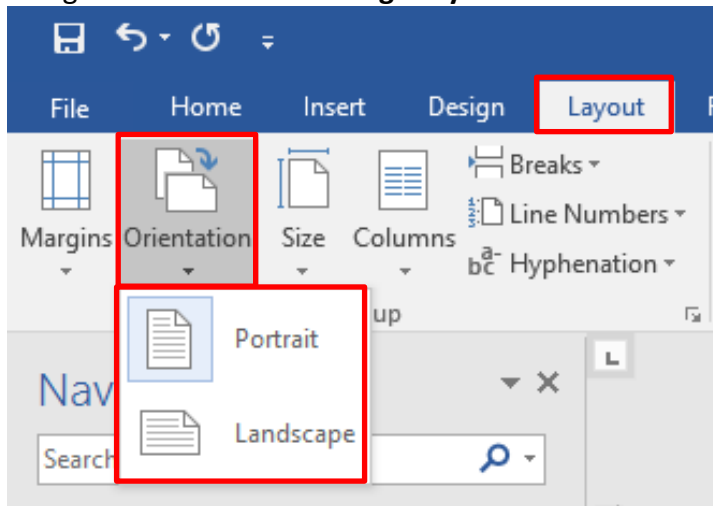 File Home Insert Design Layout
Margins Orientation Size Columns
Breaks
Line Numbers
Hyphenation
up
Portrait
Landscape
Nav
Search